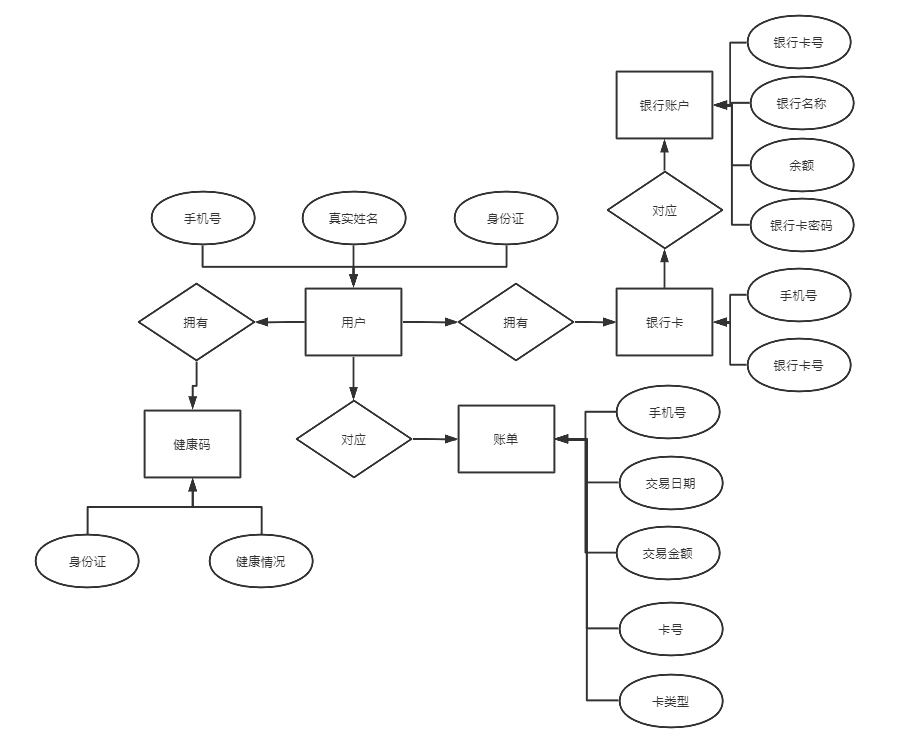 银行卡号
银行账户
银行名称
余额
对应
银行卡密码
手机号
真实姓名
身份证
手机号
拥有
用户
拥有
银行卡
银行卡号
手机号
对应
账单
健康码
交易日期
交易金额
身份证
健康情况
卡号
卡类型